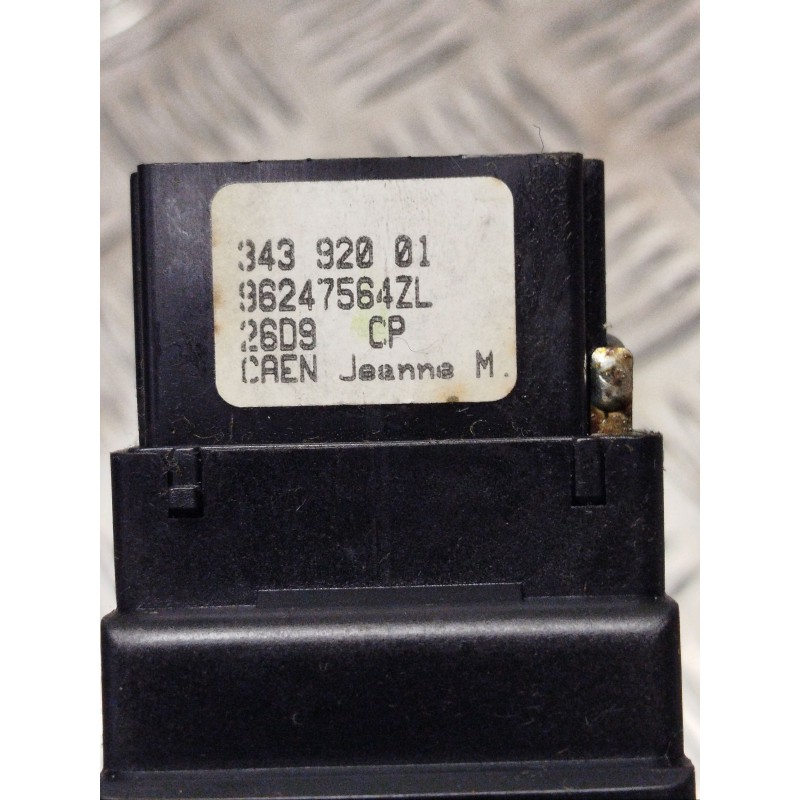 343 920 01
96247564ZL
26D9 CP
CAEN Jeanne M.